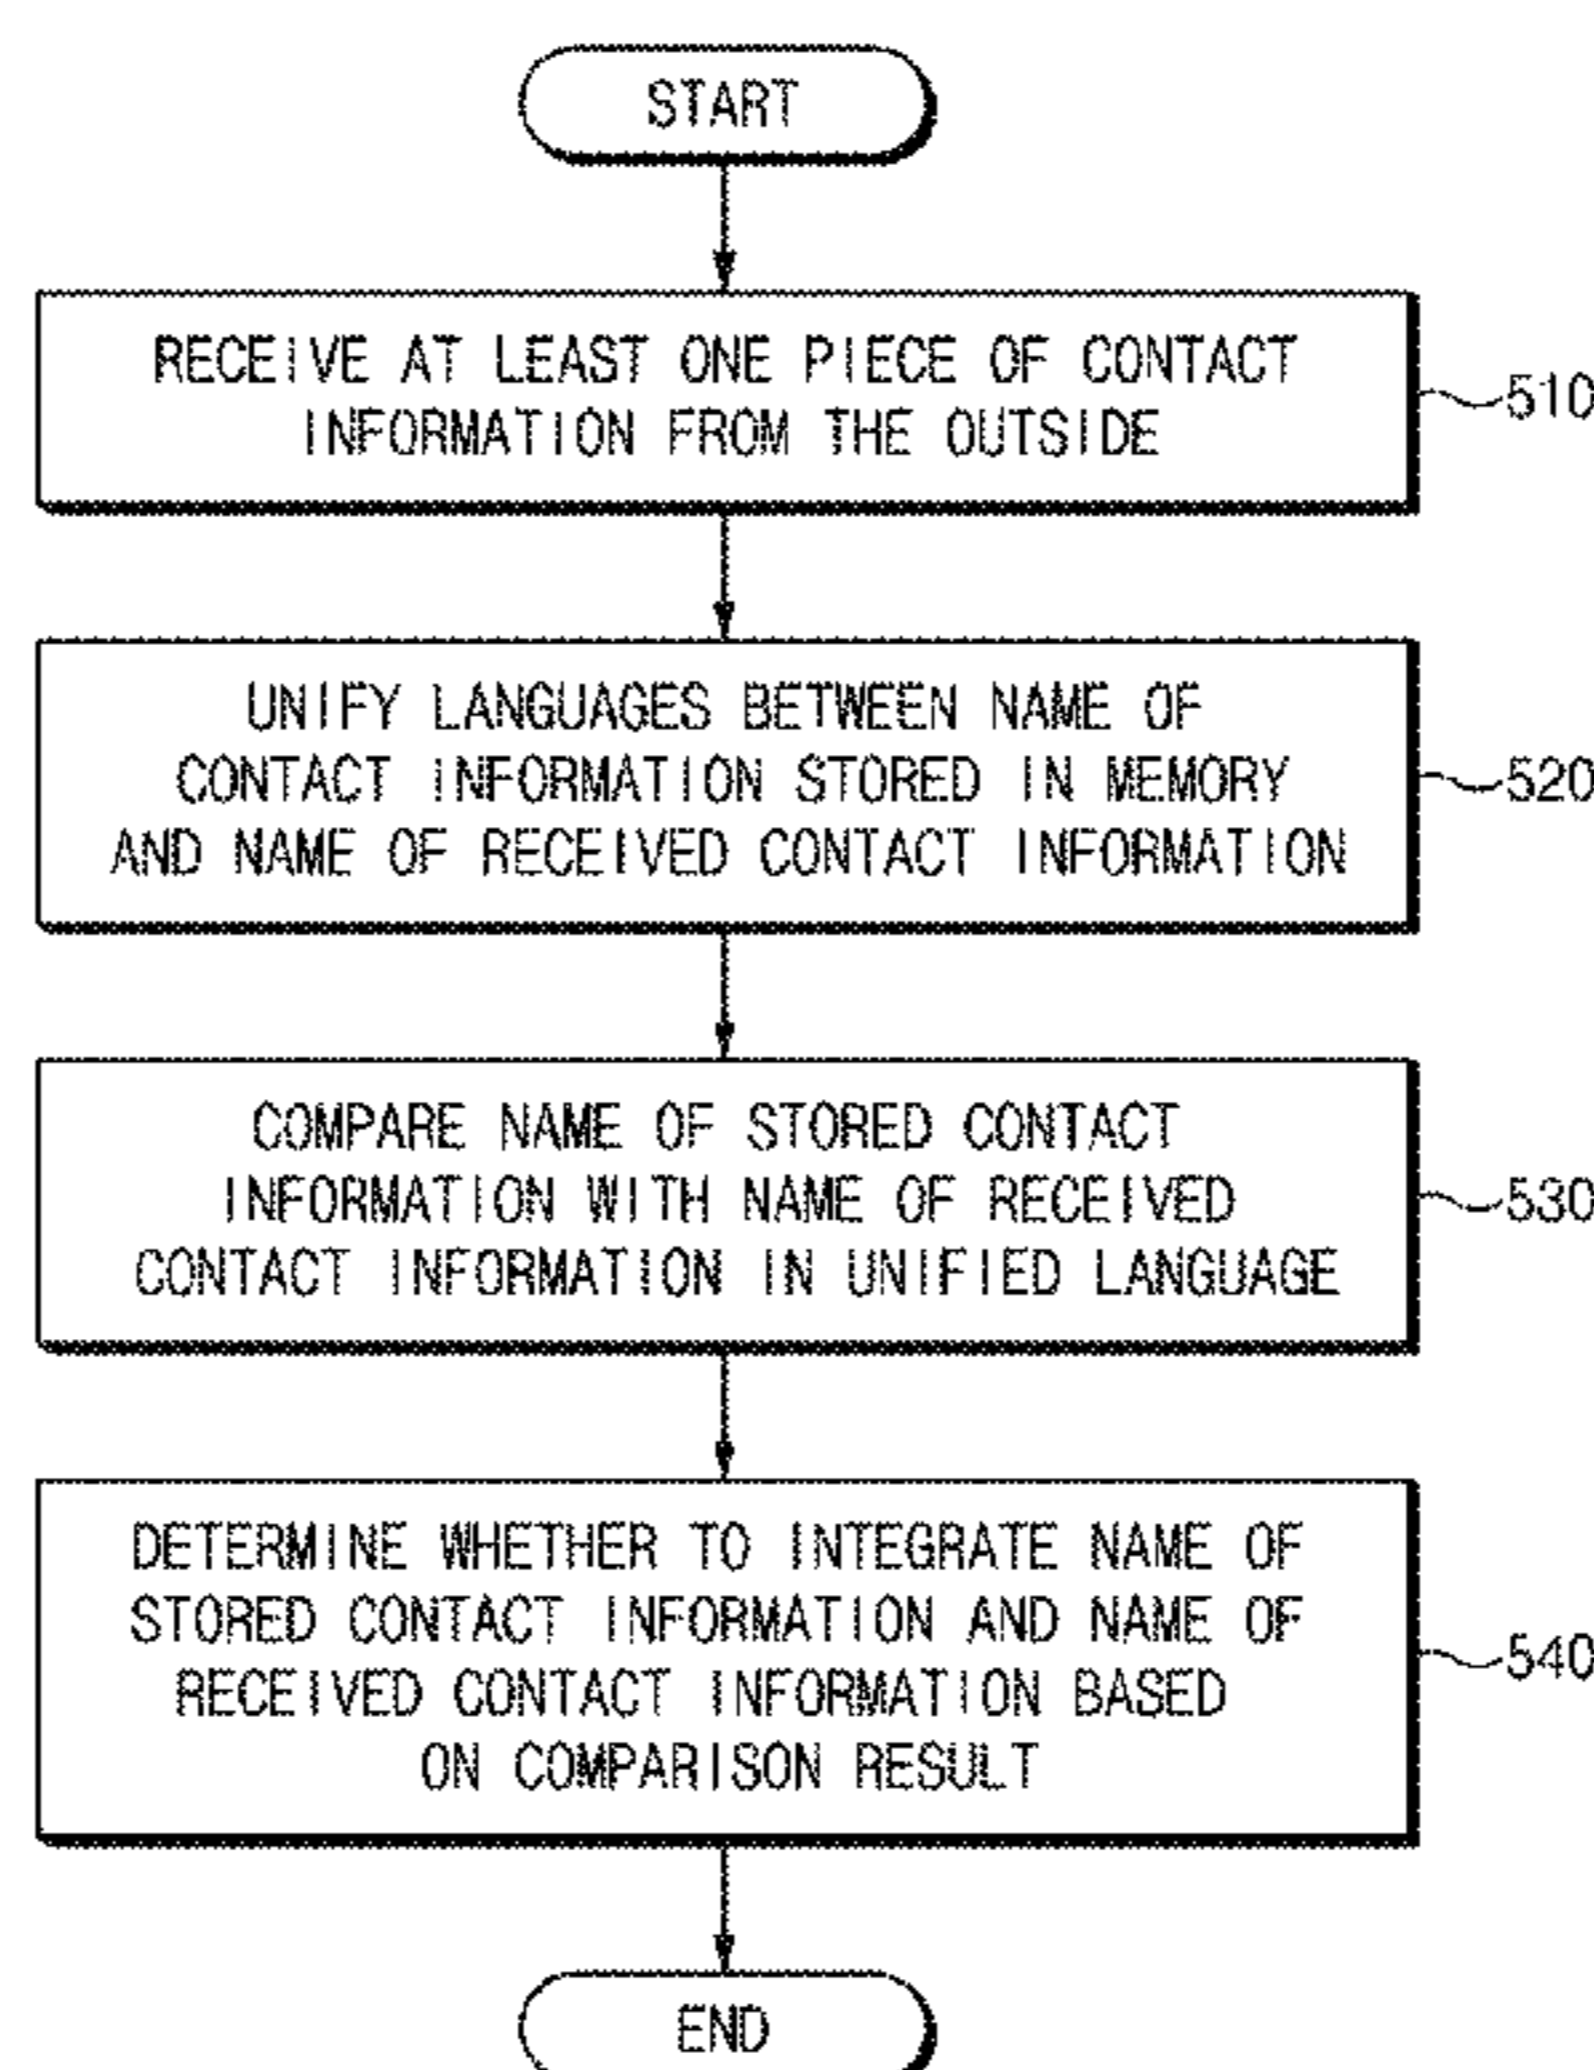 START
RECEIVE AT LEAST ONE PIECE OF CONTACT
INFORMATION FROM THE OUTSIDE
510
UNIFY LANGUAGES BETWEEN NAME OF
CONTACT INFORMATION STORED IN MEMORY
AND NAME OF RECEIVED CONTACT INFORMATION
520
COMPARE NAME OF STORED CONTACT
INFORMATION WITH NAME OF RECEIVED
CONTACT INFORMATION IN UNIFIED LANGUAGE
530
DETERMINE WHETHER TO INTEGRATE NAME OF
STORED CONTACT INFORMATION AND NAME OF
RECEIVED CONTACT INFORMATION BASED
ON COMPARISON RESULT
540
END